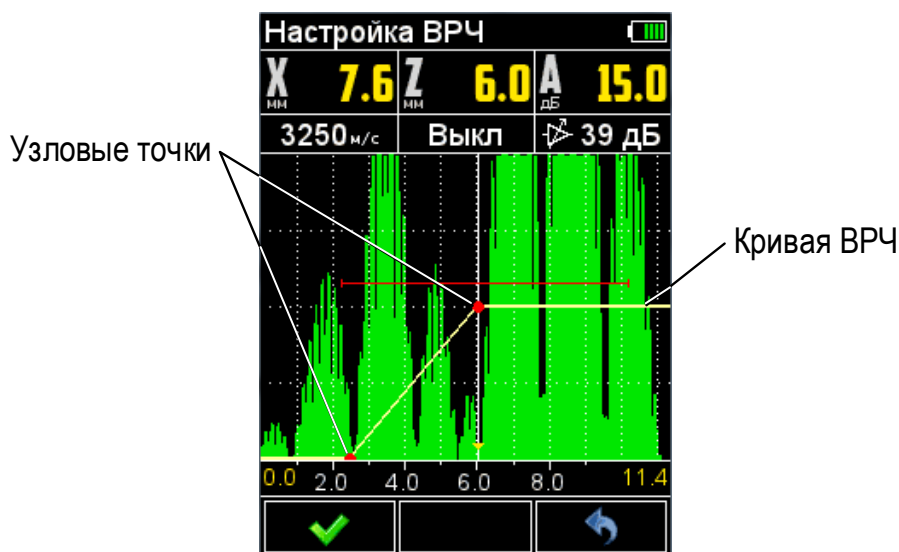 Настройка ВРЧ
X мм 7.6 Z мм 6.0 A дБ 15.0
3250 м/с Выкл 39 дБ
Узловые точки
Кривая ВРЧ
0.0 2.0 4.0 6.0 8.0 11.4